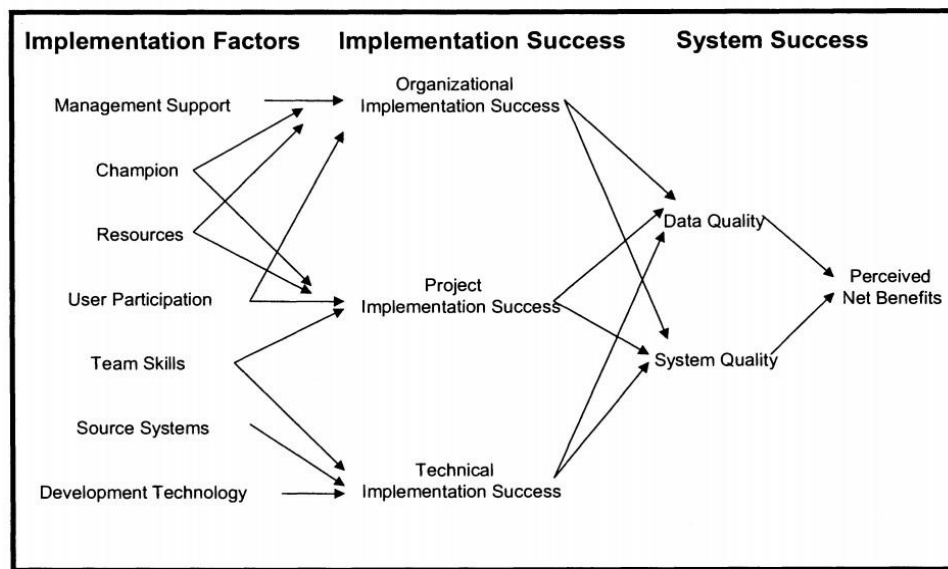 Implementation Factors
Implementation Success
System Success
Management Support
Champion
Resources
User Participation
Team Skills
Source Systems
Development Technology
Organizational
Implementation Success
Project
Implementation Success
Technical
Implementation Success
Data Quality
System Quality
Perceived
Net Benefits